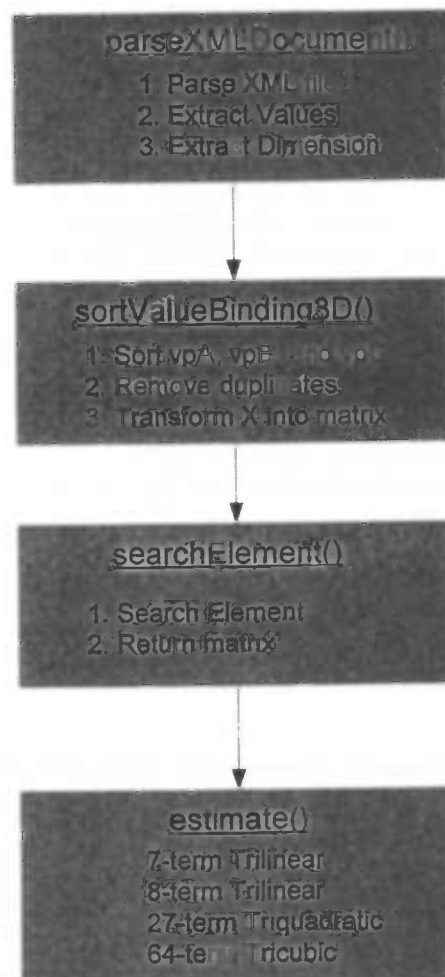 parseXMLDocument()
1. Parse XML file
2. Extract Values
3. Extract Dimension
sortValueBinding3D()
1. Sort vpA, vpB
2. Remove duplicates
3 Transform X into matrix
searchElement()
1. Search Element
2. Return matrix
estimate()
7-term Trilinear
8-term Trilinear
27-term Triquadratic
64-term Tricubic